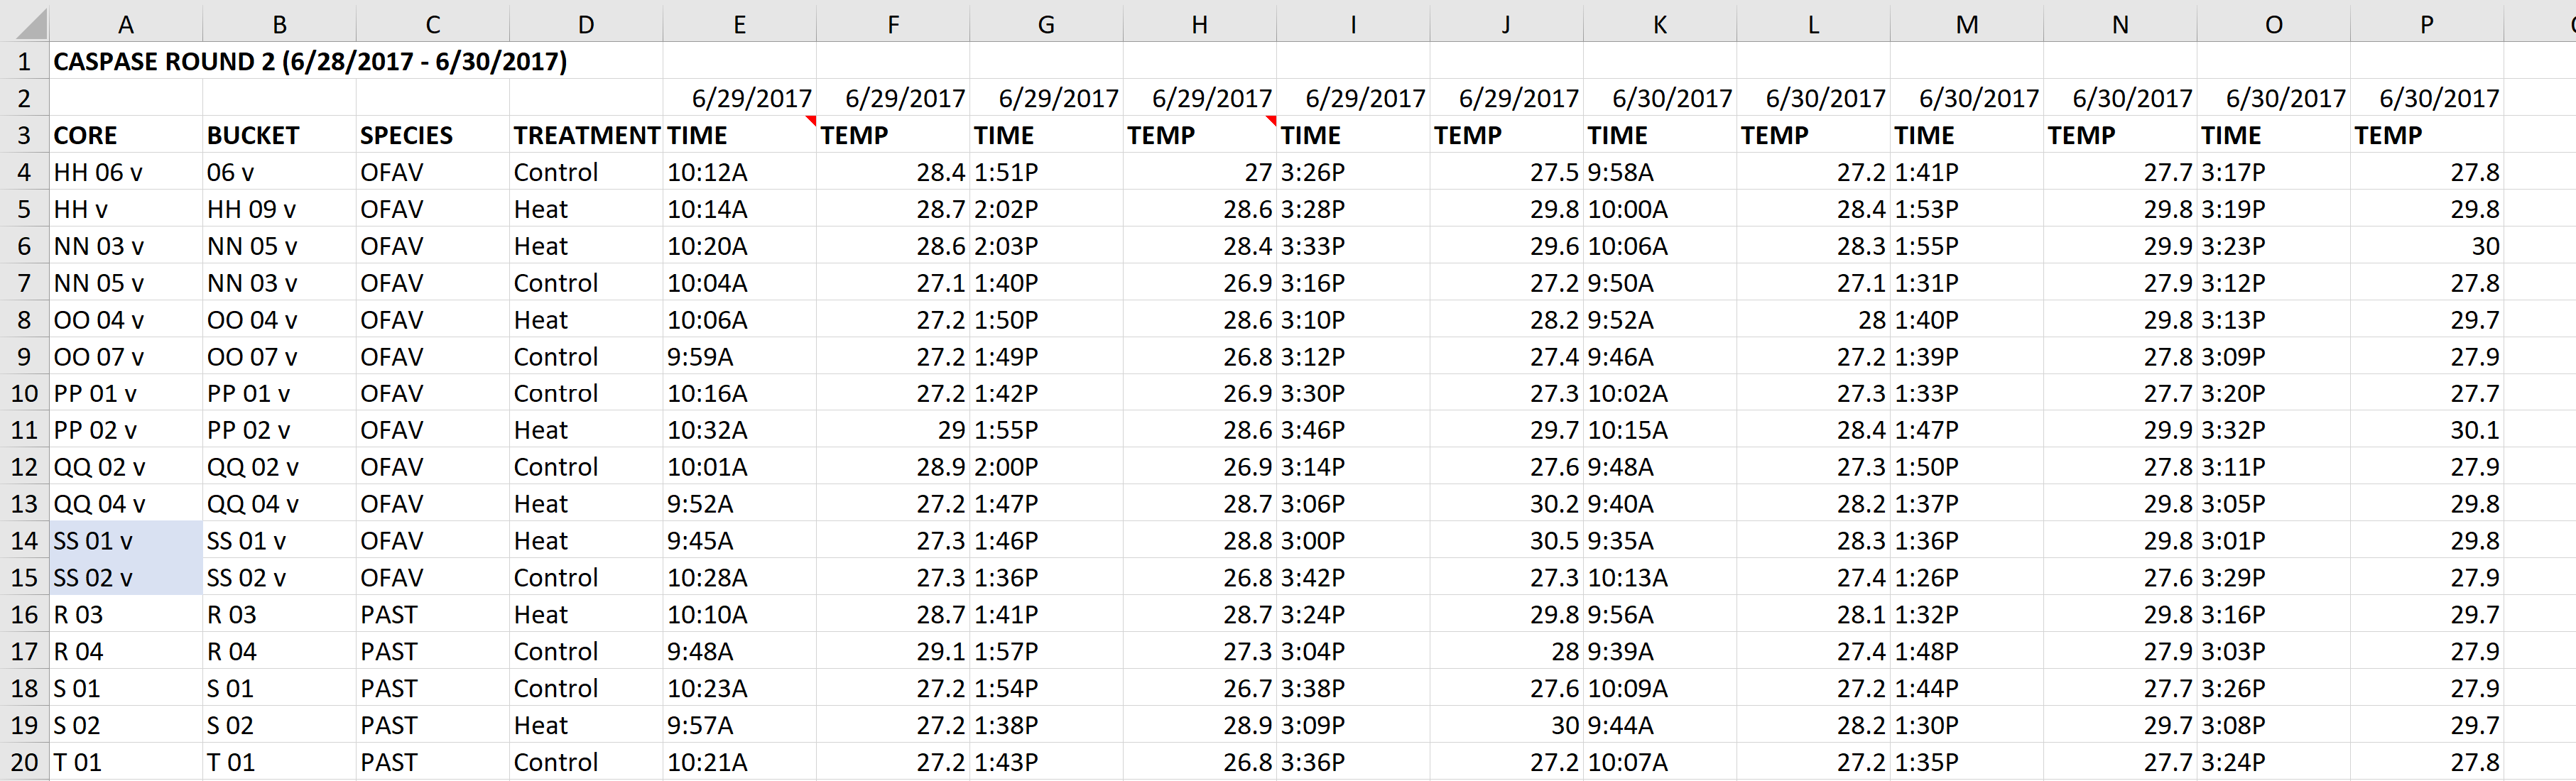 A B C D E F G H I J K L M N O P
1 CASPASE ROUND 2 (6/28/2017 - 6/30/2017)
2 6/29/2017 6/29/2017 6/29/2017 6/29/2017 6/29/2017 6/29/2017 6/30/2017 6/30/2017 6/30/2017 6/30/2017 6/30/2017 6/30/2017
3 CORE BUCKET SPECIES TREATMENT TIME TEMP TIME TEMP TIME TEMP TIME TEMP TIME TEMP TIME TEMP
4 HH 06 v 06 v OFAV Control 10:12A 28.4 1:51P 27 3:26P 27.5 9:58A 27.2 1:41P 27.7 3:17P 27.8
5 HH v HH 09 v OFAV Heat 10:14A 28.7 2:02P 28.6 3:28P 29.8 10:00A 28.4 1:53P 29.8 3:19P 29.8
6 NN 03 v NN 05 v OFAV Heat 10:20A 28.6 2:03P 28.4 3:33P 29.6 10:06A 28.3 1:55P 29.9 3:23P 30
7 NN 05 v NN 03 v OFAV Control 10:04A 27.1 1:40P 26.9 3:16P 27.2 9:50A 27.1 1:31P 27.9 3:12P 27.8
8 OO 04 v OO 04 v OFAV Heat 10:06A 27.2 1:50P 28.6 3:10P 28.2 9:52A 28 1:40P 29.8 3:13P 29.7
9 OO 07 v OO 07 v OFAV Control 9:59A 27.2 1:49P 26.8 3:12P 27.4 9:46A 27.2 1:39P 27.8 3:09P 27.9
10 PP 01 v PP 01 v OFAV Control 10:16A 27.2 1:42P 26.9 3:30P 27.3 10:02A 27.3 1:33P 27.7 3:20P 27.7
11 PP 02 v PP 02 v OFAV Heat 10:32A 29 1:55P 28.6 3:46P 29.7 10:15A 28.4 1:47P 29.9 3:32P 30.1
12 QQ 02 v QQ 02 v OFAV Control 10:01A 28.9 2:00P 26.9 3:14P 27.6 9:48A 27.3 1:50P 27.8 3:11P 27.9
13 QQ 04 v QQ 04 v OFAV Heat 9:52A 27.2 1:47P 28.7 3:06P 30.2 9:40A 28.2 1:37P 29.8 3:05P 29.8
14 SS 01 v SS 01 v OFAV Heat 9:45A 27.3 1:46P 28.8 3:00P 30.5 9:35A 28.3 1:36P 29.8 3:01P 29.8
15 SS 02 v SS 02 v OFAV Control 10:28A 27.3 1:36P 26.8 3:42P 27.3 10:13A 27.4 1:26P 27.6 3:29P 27.9
16 R 03 R 03 PAST Heat 10:10A 28.7 1:41P 28.7 3:24P 29.8 9:56A 28.1 1:32P 29.8 3:16P 29.7
17 R 04 R 04 PAST Control 9:48A 29.1 1:57P 27.3 3:04P 28 9:39A 27.4 1:48P 27.9 3:03P 27.9
18 S 01 S 01 PAST Control 10:23A 27.2 1:54P 26.7 3:38P 27.6 10:09A 27.2 1:44P 27.7 3:26P 27.9
19 S 02 S 02 PAST Heat 9:57A 27.2 1:38P 28.9 3:09P 30 9:44A 28.2 1:30P 29.7 3:08P 29.7
20 T 01 T 01 PAST Control 10:21A 27.2 1:43P 26.8 3:36P 27.2 10:07A 27.2 1:35P 27.7 3:24P 27.8